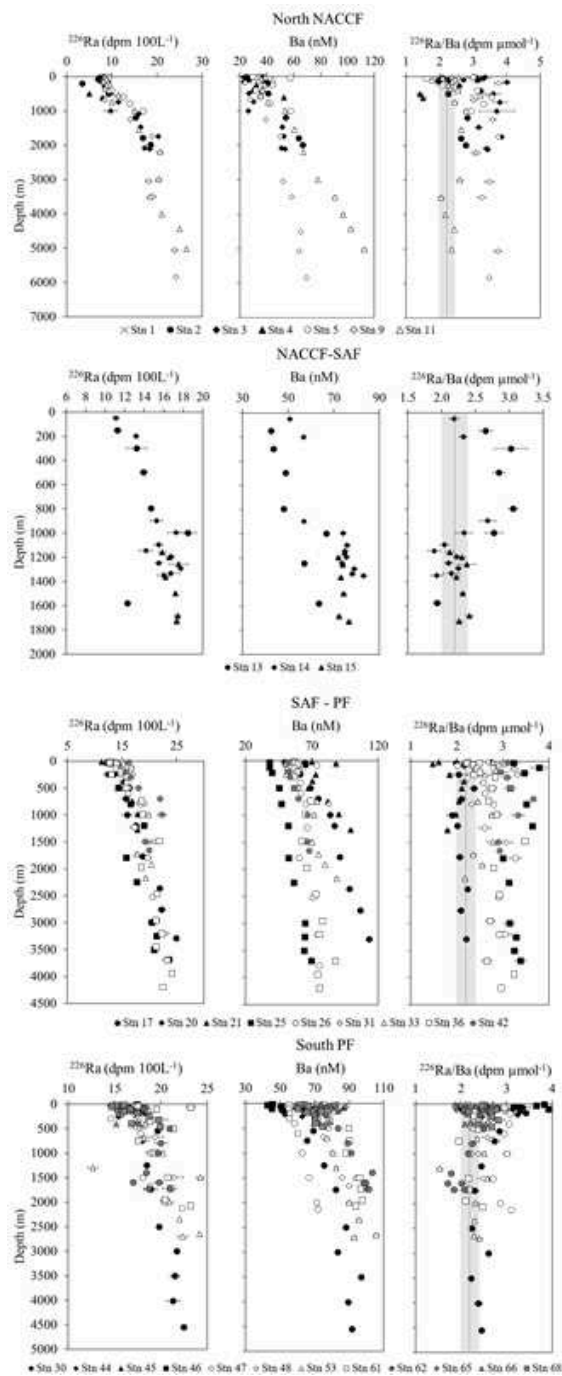 North NACCF
²²⁶Ra (dpm 100L⁻¹) Ba (nM) ²²⁶Ra/Ba (dpm µmol⁻¹)
0 10 20 30 20 40 60 80 100 120 1 2 3 4 5
0
1000
2000
3000
4000
5000
6000
7000
Depth (m)
Stn 1 Stn 2 Stn 3 Stn 4 Stn 5 Stn 9 Stn 11
NACCF-SAF
²²⁶Ra (dpm 100L⁻¹) Ba (nM) ²²⁶Ra/Ba (dpm µmol⁻¹)
6 8 10 12 14 16 18 20 30 50 70 90 1.5 2.0 2.5 3.0 3.5
0
200
400
600
800
1000
1200
1400
1600
1800
2000
Depth (m)
Stn 13 Stn 14 Stn 15
SAF - PF
²²⁶Ra (dpm 100L⁻¹) Ba (nM) ²²⁶Ra/Ba (dpm µmol⁻¹)
5 15 25 20 70 120 1 2 3 4
0
500
1000
1500
2000
2500
3000
3500
4000
4500
Depth (m)
Stn 17 Stn 20 Stn 21 Stn 25 Stn 26 Stn 31 Stn 33 Stn 36 Stn 42
South PF
²²⁶Ra (dpm 100L⁻¹) Ba (nM) ²²⁶Ra/Ba (dpm µmol⁻¹)
10 15 20 25 30 50 70 90 110 1 2 3 4
0
500
1000
1500
2000
2500
3000
3500
4000
4500
5000
Depth (m)
Stn 30 Stn 44 Stn 45 Stn 46 Stn 47 Stn 48 Stn 53 Stn 61 Stn 62 Stn 65 Stn 66 Stn 68